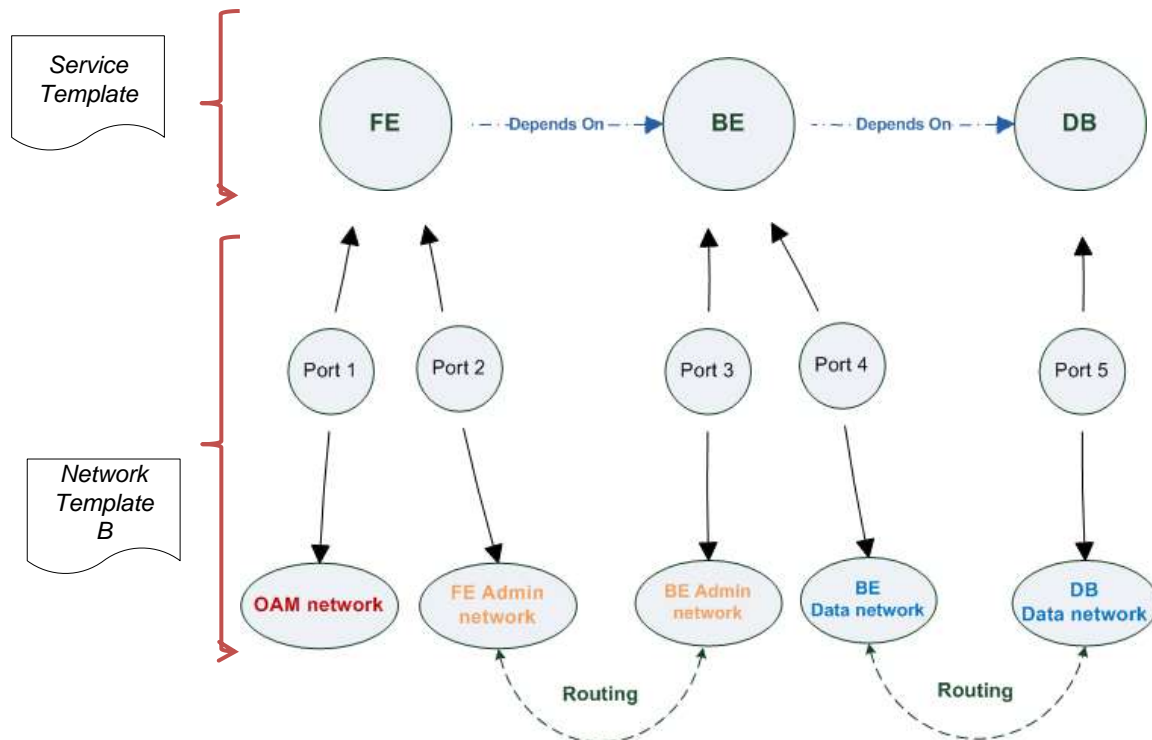 Service
Template
FE
Depends On
BE
Depends On
DB
Port 1
Port 2
Port 3
Port 4
Port 5
Network
Template
B
OAM network
FE Admin
network
BE Admin
network
BE
Data network
DB
Data network
Routing
Routing